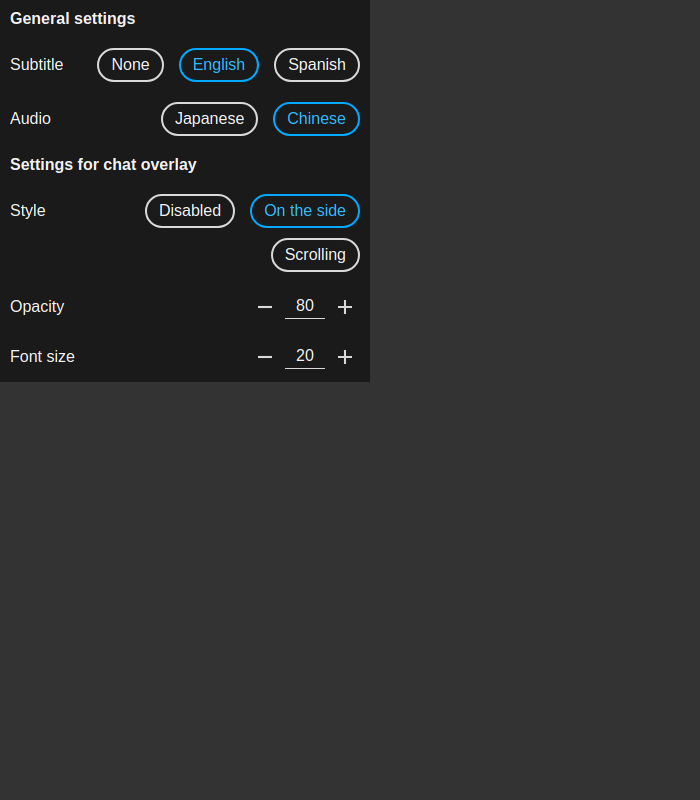 General settings
Subtitle None English Spanish
Audio Japanese Chinese
Settings for chat overlay
Style Disabled On the side
Scrolling
Opacity 80
Font size 20